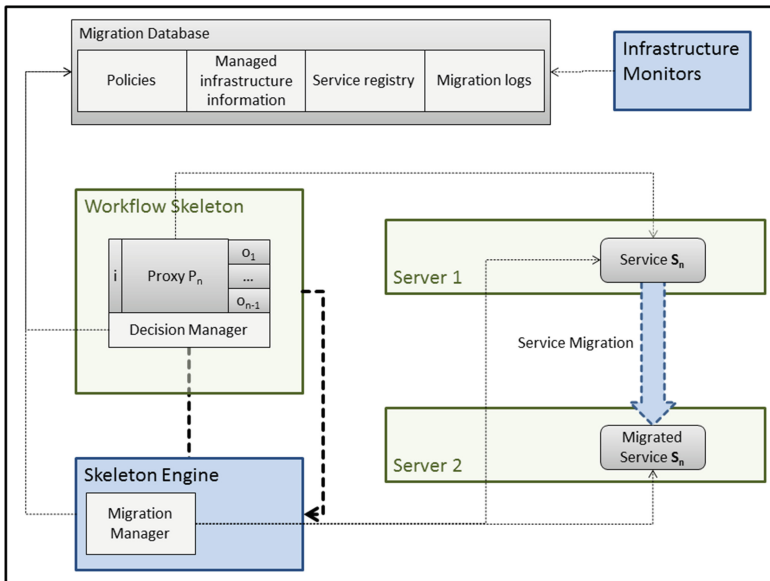 Migration Database
Policies
Managed
infrastructure
information
Service registry
Migration logs
Infrastructure
Monitors
Workflow Skeleton
i
Proxy Pn
o1
...
on-1
Decision Manager
Server 1
Service Sn
Service Migration
Server 2
Migrated
Service Sn
Skeleton Engine
Migration
Manager